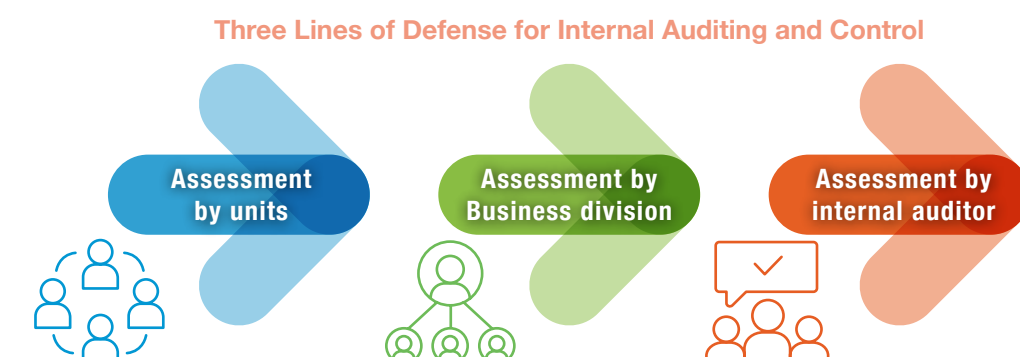 Three Lines of Defense for Internal Auditing and Control
Assessment
by units
Assessment by
Business division
Assessment by
internal auditor